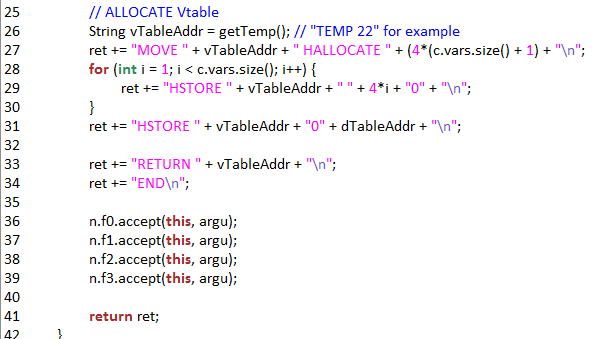 25 // ALLOCATE Vtable
26 String vTableAddr = getTemp(); // "TEMP 22" for example
27 ret += "MOVE " + vTableAddr + " HALLOCATE " + (4*(c.vars.size() + 1) + "\n";
28 for (int i = 1; i < c.vars.size(); i++) {
29 ret += "HSTORE " + vTableAddr + " " + 4*i + "0" + "\n";
30 }
31 ret += "HSTORE " + vTableAddr + "0" + dTableAddr + "\n";
32
33 ret += "RETURN " + vTableAddr + "\n";
34 ret += "END\n";
35
36 n.f0.accept(this, argu);
37 n.f1.accept(this, argu);
38 n.f2.accept(this, argu);
39 n.f3.accept(this, argu);
40
41 return ret;
42 }